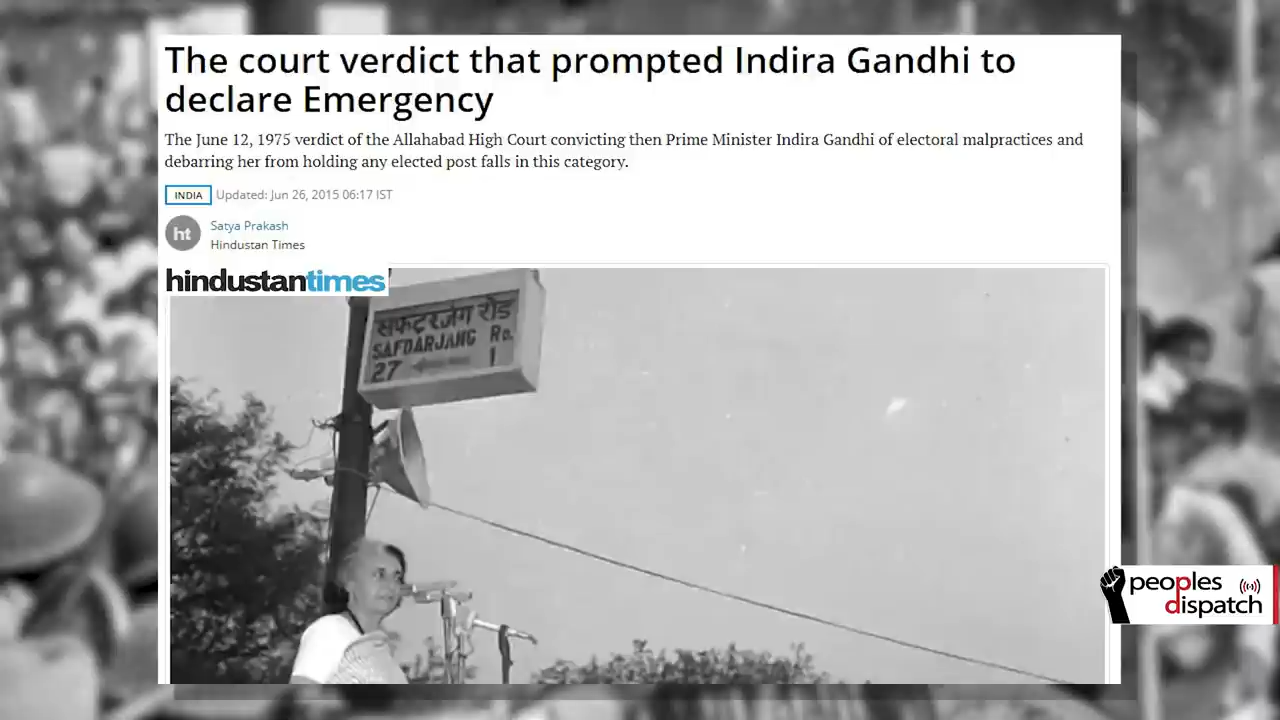 The court verdict that prompted Indira Gandhi to
declare Emergency
The June 12, 1975 verdict of the Allahabad High Court convicting then Prime Minister Indira Gandhi of electoral malpractices and
debarring her from holding any elected post falls in this category.
INDIA Updated: Jun 26, 2015 06:17 IST
ht
Satya Prakash
Hindustan Times
hindustantimes
सफदरजंग रोड
SAFDARJANG Rd.
27 1
peoples
dispatch